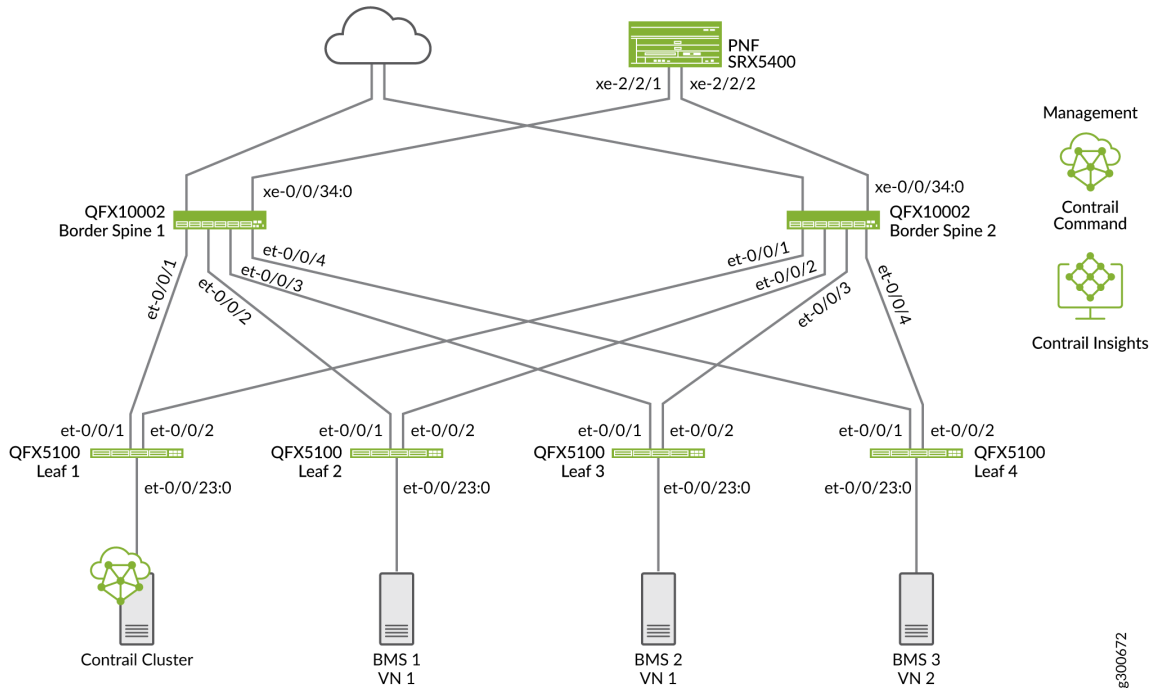 PNF
SRX5400
xe-2/2/1
xe-2/2/2
Management
Contrail
Command
Contrail Insights
xe-0/0/34:0
xe-0/0/34:0
QFX10002
Border Spine 1
QFX10002
Border Spine 2
et-0/0/1
et-0/0/2
et-0/0/3
et-0/0/4
et-0/0/1
et-0/0/2
et-0/0/3
et-0/0/4
et-0/0/1
et-0/0/2
et-0/0/1
et-0/0/2
et-0/0/1
et-0/0/2
et-0/0/1
et-0/0/2
QFX5100
Leaf 1
QFX5100
Leaf 2
QFX5100
Leaf 3
QFX5100
Leaf 4
et-0/0/23:0
et-0/0/23:0
et-0/0/23:0
et-0/0/23:0
Contrail Cluster
BMS 1
VN 1
BMS 2
VN 1
BMS 3
VN 2
g300672